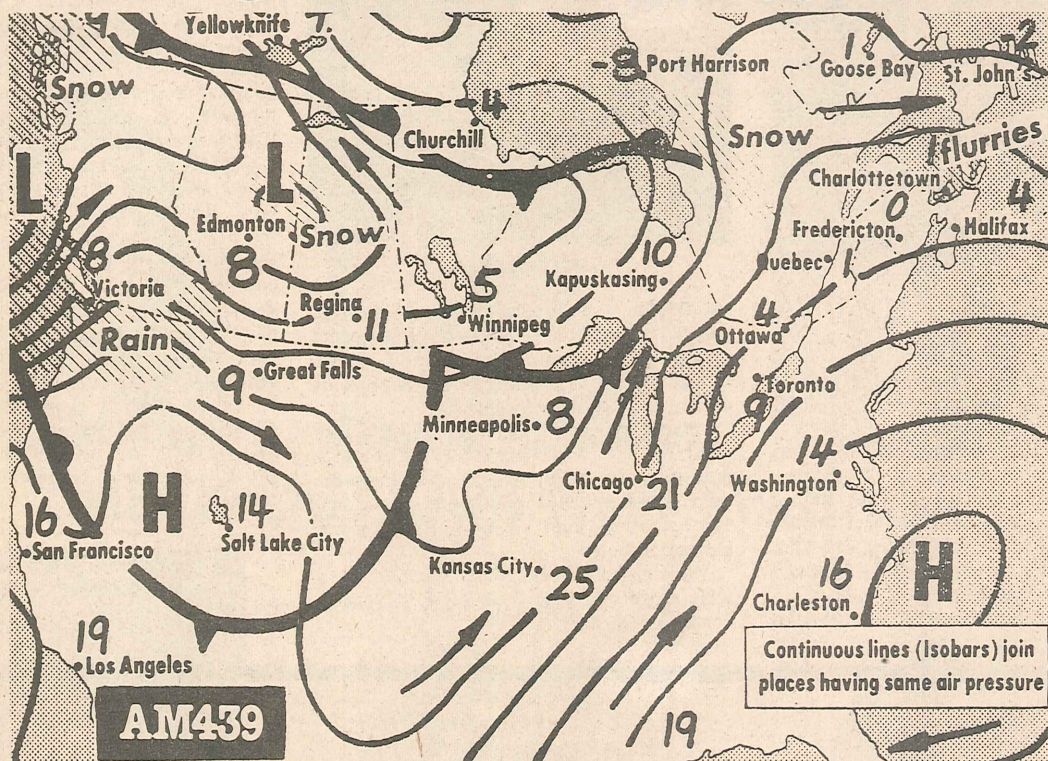 9
Yellowknife
7.
Snow
-8 Port Harrison
1
Goose Bay
-2
St. John's
-4
Churchill
Snow
flurries
Charlottetown
L
L
0
4
Edmonton
Snow
Fredericton
Halifax
8
8
10
Quebec
1
Victoria
Regina
11
5
Winnipeg
Kapuskasing
4
Ottawa
Rain
9
Great Falls
Toronto
9
Minneapolis
8
14
Washington
Chicago
21
H
14
16
San Francisco
Salt Lake City
Kansas City
25
16
Charleston
H
19
Los Angeles
Continuous lines (Isobars) join
places having same air pressure
AM439
19